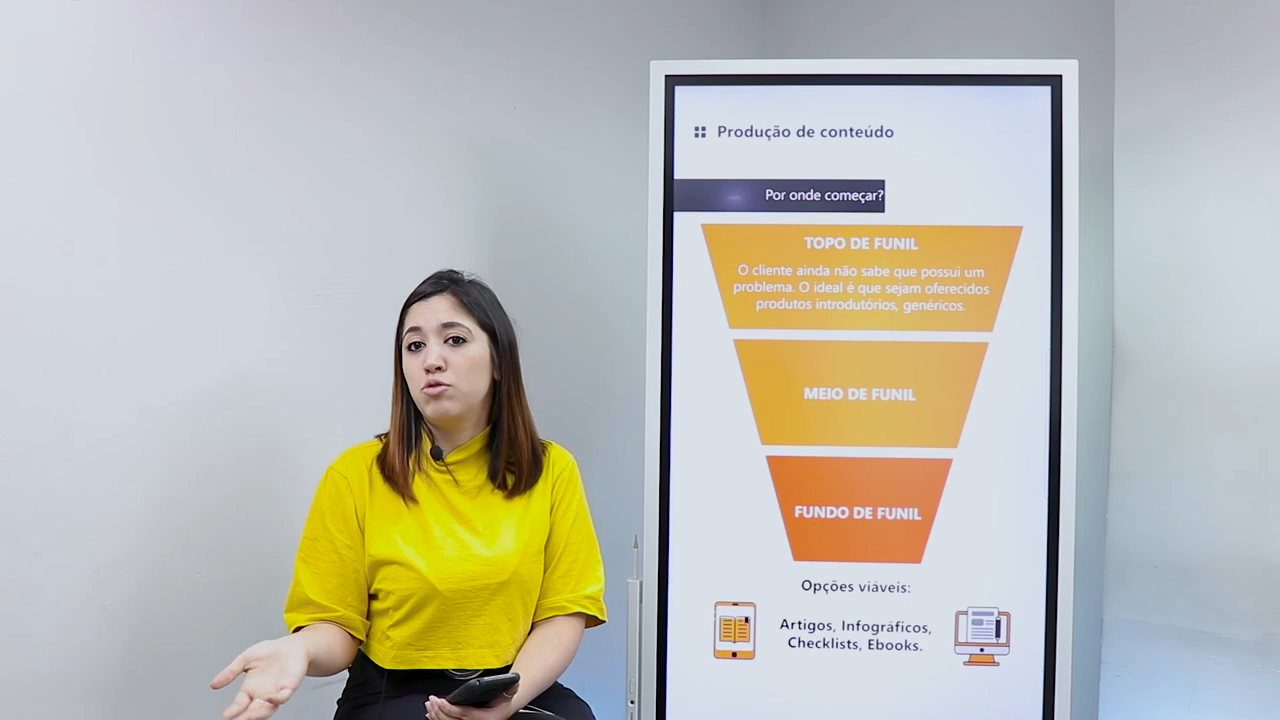 Produção de conteúdo
Por onde começar?
TOPO DE FUNIL
O cliente ainda não sabe que possui um
problema. O ideal é que sejam oferecidos
produtos introdutórios, genéricos.
MEIO DE FUNIL
FUNDO DE FUNIL
Opções viáveis:
Artigos, Infográficos,
Checklists, Ebooks.